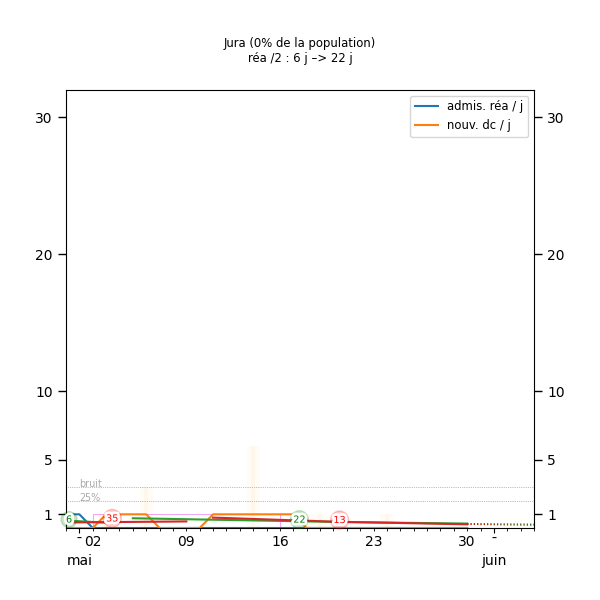 Jura (0% de la population)
réa /2 : 6 j –> 22 j
admis. réa / j
nouv. dc / j
30 30
20 20
10 10
5 5
bruit
25%
1 1
6 35 22 13
- 02 09 16 23 30 -
mai juin